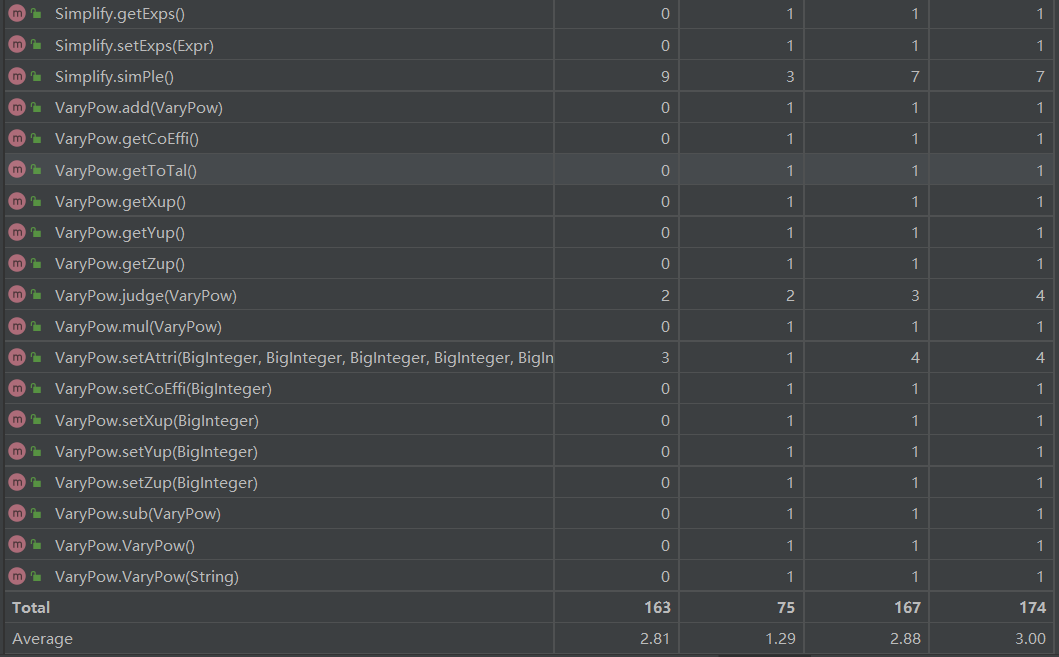 m Simplify.getExps() 0 1 1 1
m Simplify.setExps(Expr) 0 1 1 1
m Simplify.simPle() 9 3 7 7
m VaryPow.add(VaryPow) 0 1 1 1
m VaryPow.getCoEffi() 0 1 1 1
m VaryPow.getToTal() 0 1 1 1
m VaryPow.getXup() 0 1 1 1
m VaryPow.getYup() 0 1 1 1
m VaryPow.getZup() 0 1 1 1
m VaryPow.judge(VaryPow) 2 2 3 4
m VaryPow.mul(VaryPow) 0 1 1 1
m VaryPow.setAttri(BigInteger, BigInteger, BigInteger, BigInteger, BigIn 3 1 4 4
m VaryPow.setCoEffi(BigInteger) 0 1 1 1
m VaryPow.setXup(BigInteger) 0 1 1 1
m VaryPow.setYup(BigInteger) 0 1 1 1
m VaryPow.setZup(BigInteger) 0 1 1 1
m VaryPow.sub(VaryPow) 0 1 1 1
m VaryPow.VaryPow() 0 1 1 1
m VaryPow.VaryPow(String) 0 1 1 1
Total 163 75 167 174
Average 2.81 1.29 2.88 3.00